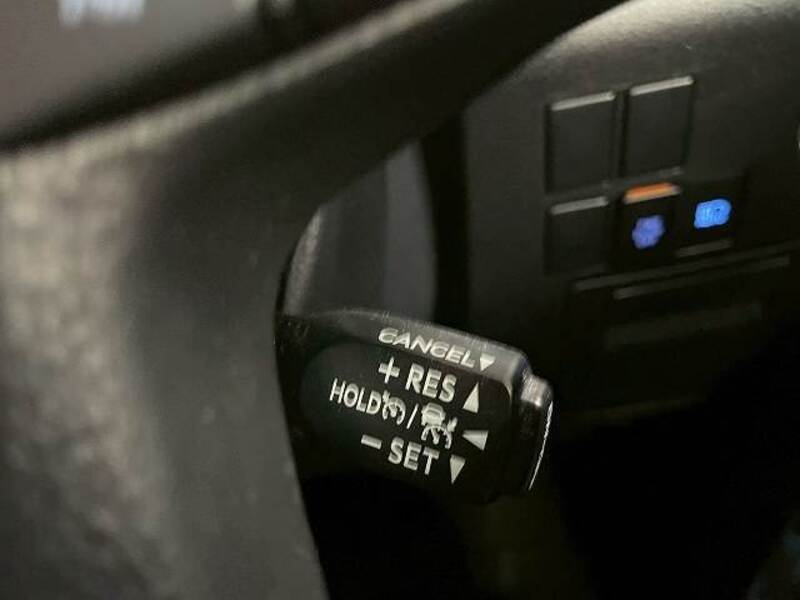 CANCEL▼
+ RES ▲
HOLD / ◀
− SET ▼